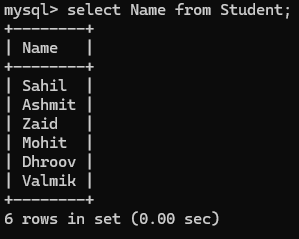 mysql> select Name from Student;
+--------+
| Name   |
+--------+
| Sahil  |
| Ashmit |
| Zaid   |
| Mohit  |
| Dhroov |
| Valmik |
+--------+
6 rows in set (0.00 sec)